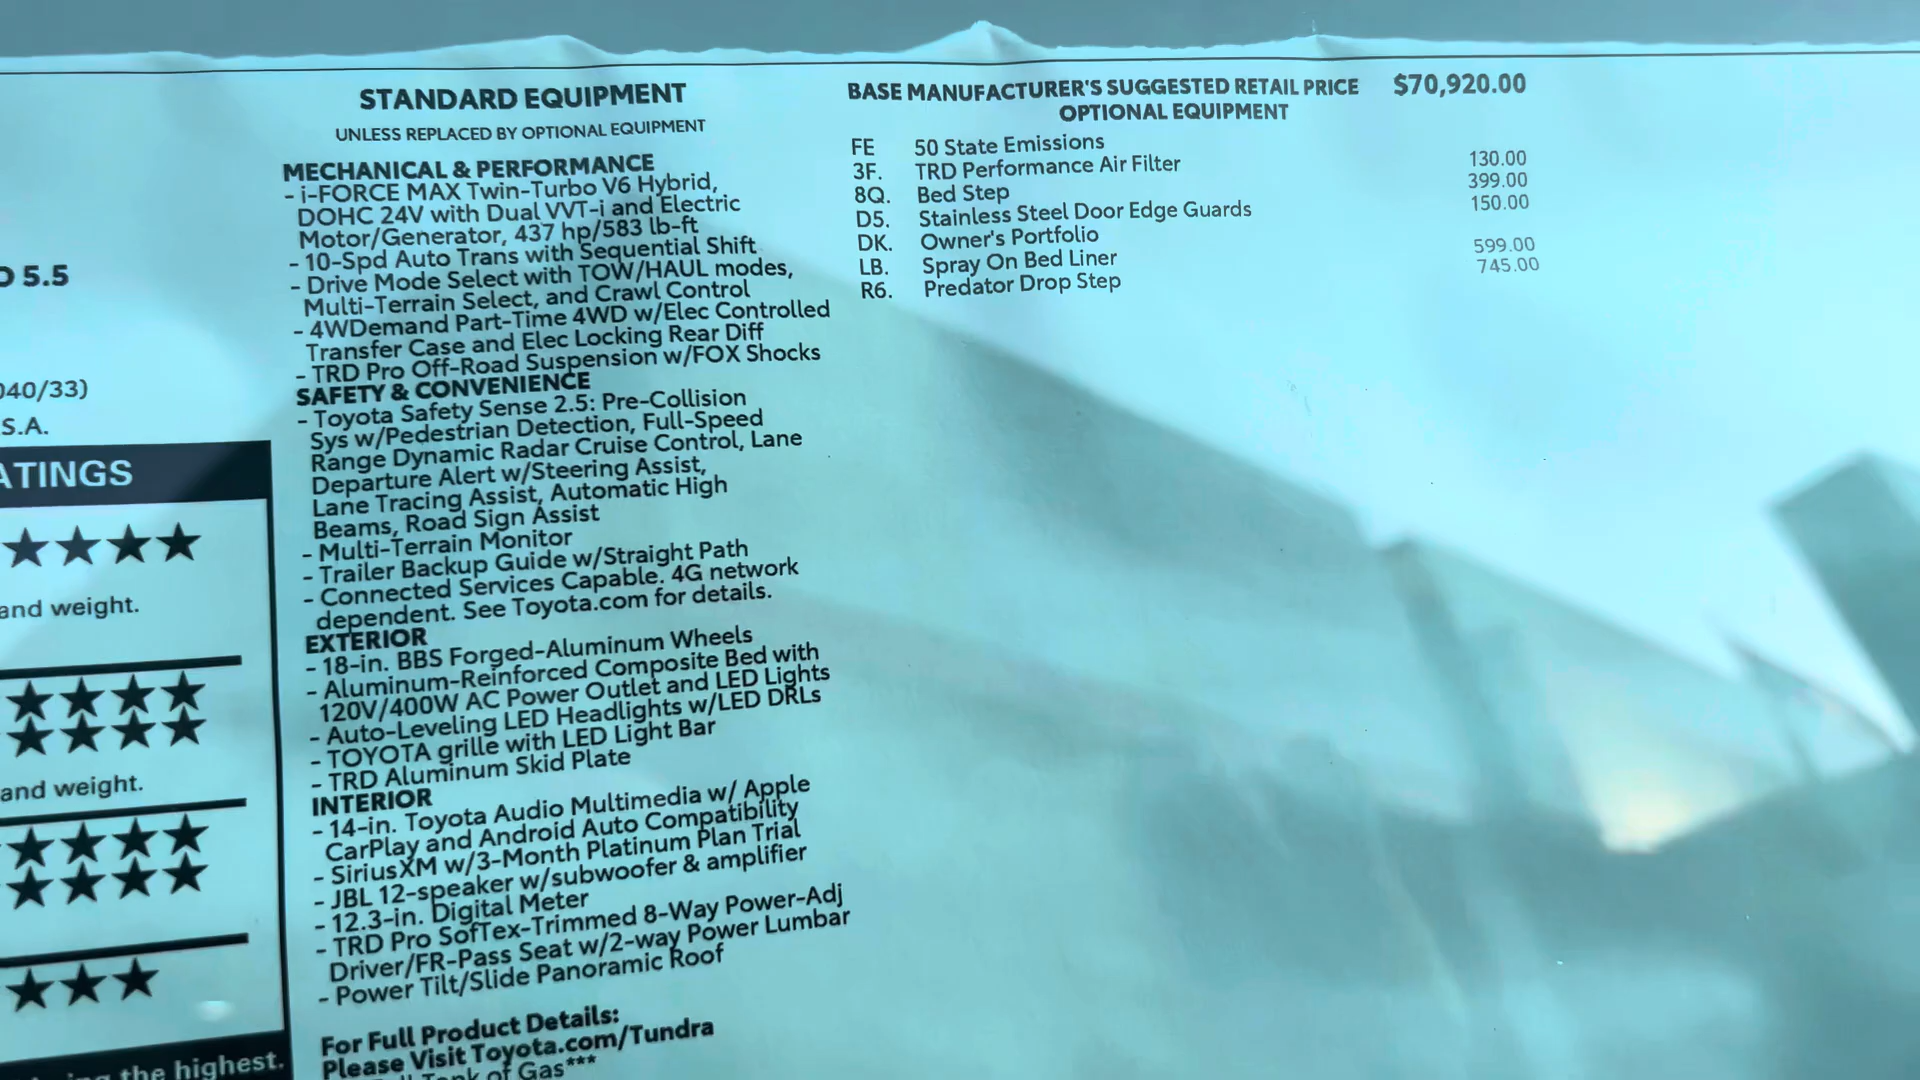 STANDARD EQUIPMENT
UNLESS REPLACED BY OPTIONAL EQUIPMENT
MECHANICAL & PERFORMANCE
- i-FORCE MAX Twin-Turbo V6 Hybrid,
DOHC 24V with Dual VVT-i and Electric
Motor/Generator, 437 hp/583 lb-ft
- 10-Spd Auto Trans with Sequential Shift
- Drive Mode Select with TOW/HAUL modes,
Multi-Terrain Select, and Crawl Control
- 4WDemand Part-Time 4WD w/Elec Controlled
Transfer Case and Elec Locking Rear Diff
- TRD Pro Off-Road Suspension w/FOX Shocks
SAFETY & CONVENIENCE
- Toyota Safety Sense 2.5: Pre-Collision
Sys w/Pedestrian Detection, Full-Speed
Range Dynamic Radar Cruise Control, Lane
Departure Alert w/Steering Assist,
Lane Tracing Assist, Automatic High
Beams, Road Sign Assist
- Multi-Terrain Monitor
- Trailer Backup Guide w/Straight Path
- Connected Services Capable. 4G network
dependent. See Toyota.com for details.
EXTERIOR
- 18-in. BBS Forged-Aluminum Wheels
- Aluminum-Reinforced Composite Bed with
120V/400W AC Power Outlet and LED Lights
- Auto-Leveling LED Headlights w/LED DRLs
- TOYOTA grille with LED Light Bar
- TRD Aluminum Skid Plate
INTERIOR
- 14-in. Toyota Audio Multimedia w/ Apple
CarPlay and Android Auto Compatibility
- SiriusXM w/3-Month Platinum Plan Trial
- JBL 12-speaker w/subwoofer & amplifier
- 12.3-in. Digital Meter
- TRD Pro SofTex-Trimmed 8-Way Power-Adj
Driver/FR-Pass Seat w/2-way Power Lumbar
- Power Tilt/Slide Panoramic Roof
For Full Product Details:
Please Visit Toyota.com/Tundra
Tank of Gas***
BASE MANUFACTURER'S SUGGESTED RETAIL PRICE $70,920.00
OPTIONAL EQUIPMENT
FE 50 State Emissions
3F. TRD Performance Air Filter 130.00
8Q. Bed Step 399.00
D5. Stainless Steel Door Edge Guards 150.00
DK. Owner's Portfolio
LB. Spray On Bed Liner 599.00
R6. Predator Drop Step 745.00
5.5
040/33)
S.A.
ATINGS
★★★★
and weight.
★★★★
★★★★
and weight.
★★★★
★★★★
★★★
the highest.